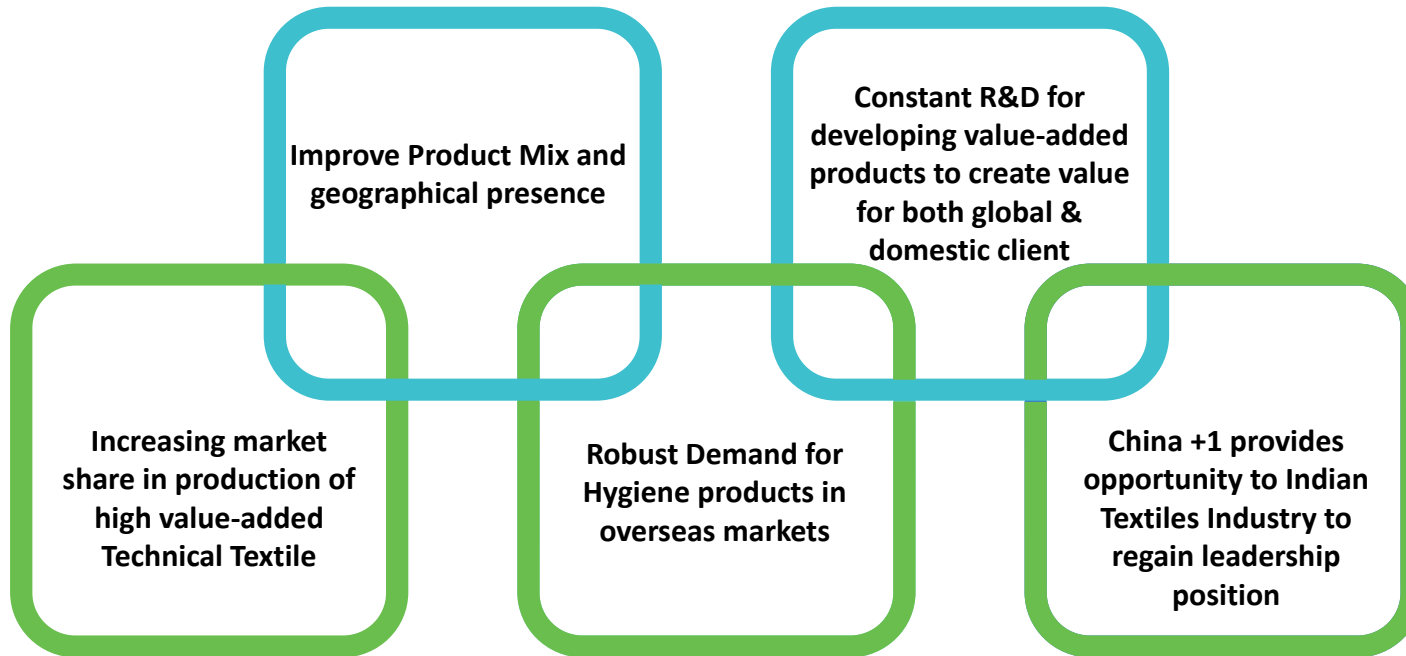 Improve Product Mix and
geographical presence
Constant R&D for
developing value-added
products to create value
for both global &
domestic client
Increasing market
share in production of
high value-added
Technical Textile
Robust Demand for
Hygiene products in
overseas markets
China +1 provides
opportunity to Indian
Textiles Industry to
regain leadership
position